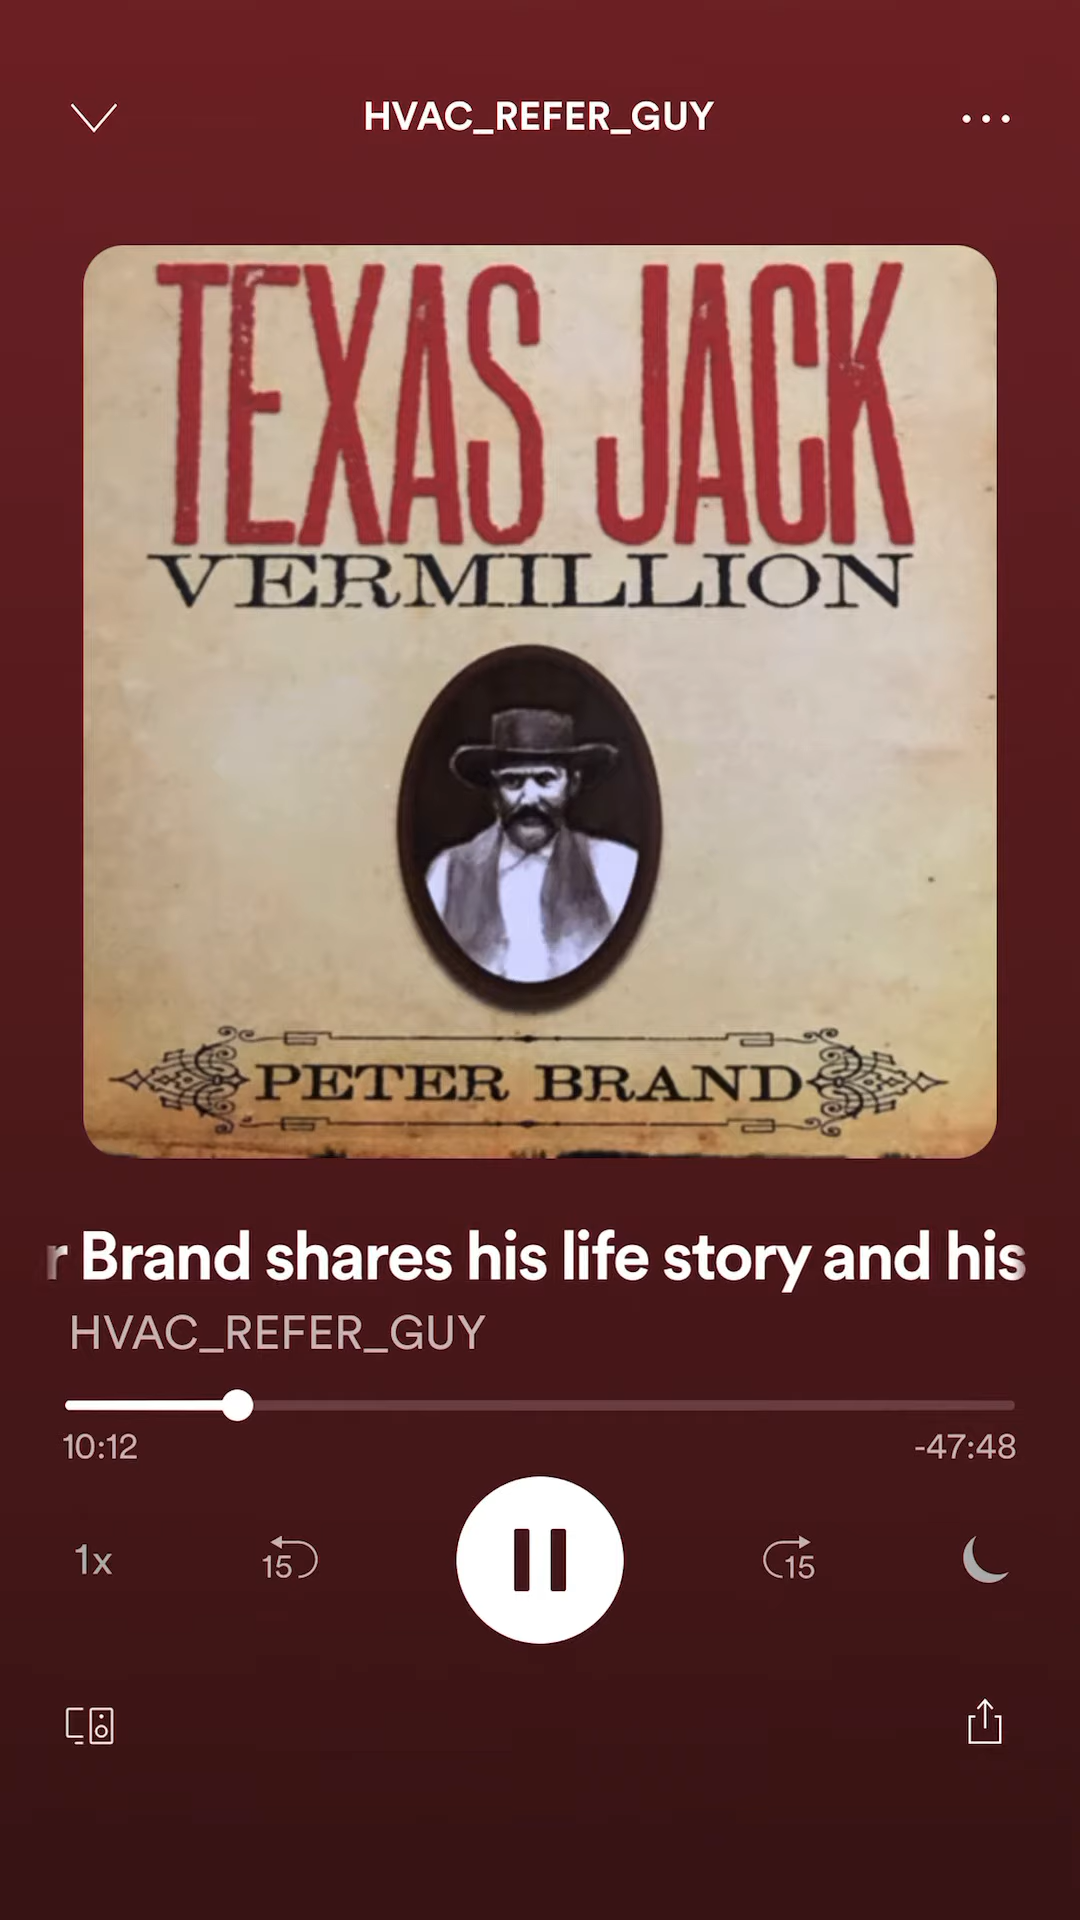 HVAC_REFER_GUY
TEXAS JACK
VERMILLION
PETER BRAND
r Brand shares his life story and his
HVAC_REFER_GUY
10:12
-47:48
1x
15
15